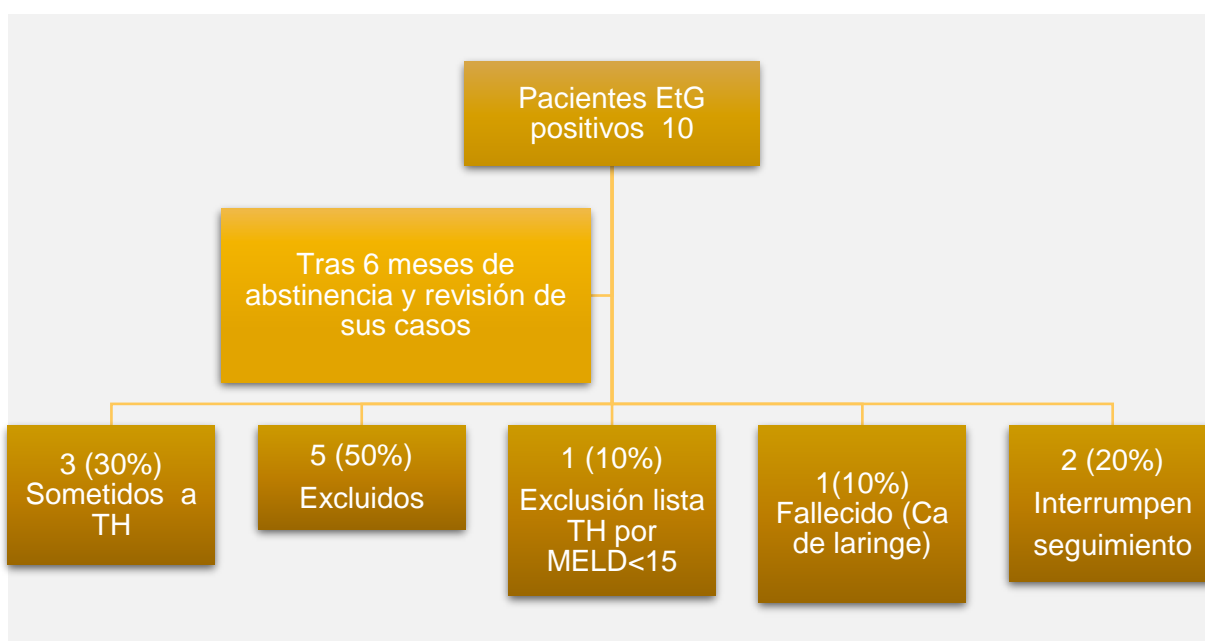 Pacientes EtG
positivos  10
Tras 6 meses de
abstinencia y revisión de
sus casos
3 (30%)
Sometidos  a
TH
5 (50%)
Excluidos
1 (10%)
Exclusión lista
TH por
MELD<15
1(10%)
Fallecido (Ca
de laringe)
2 (20%)
Interrumpen
seguimiento